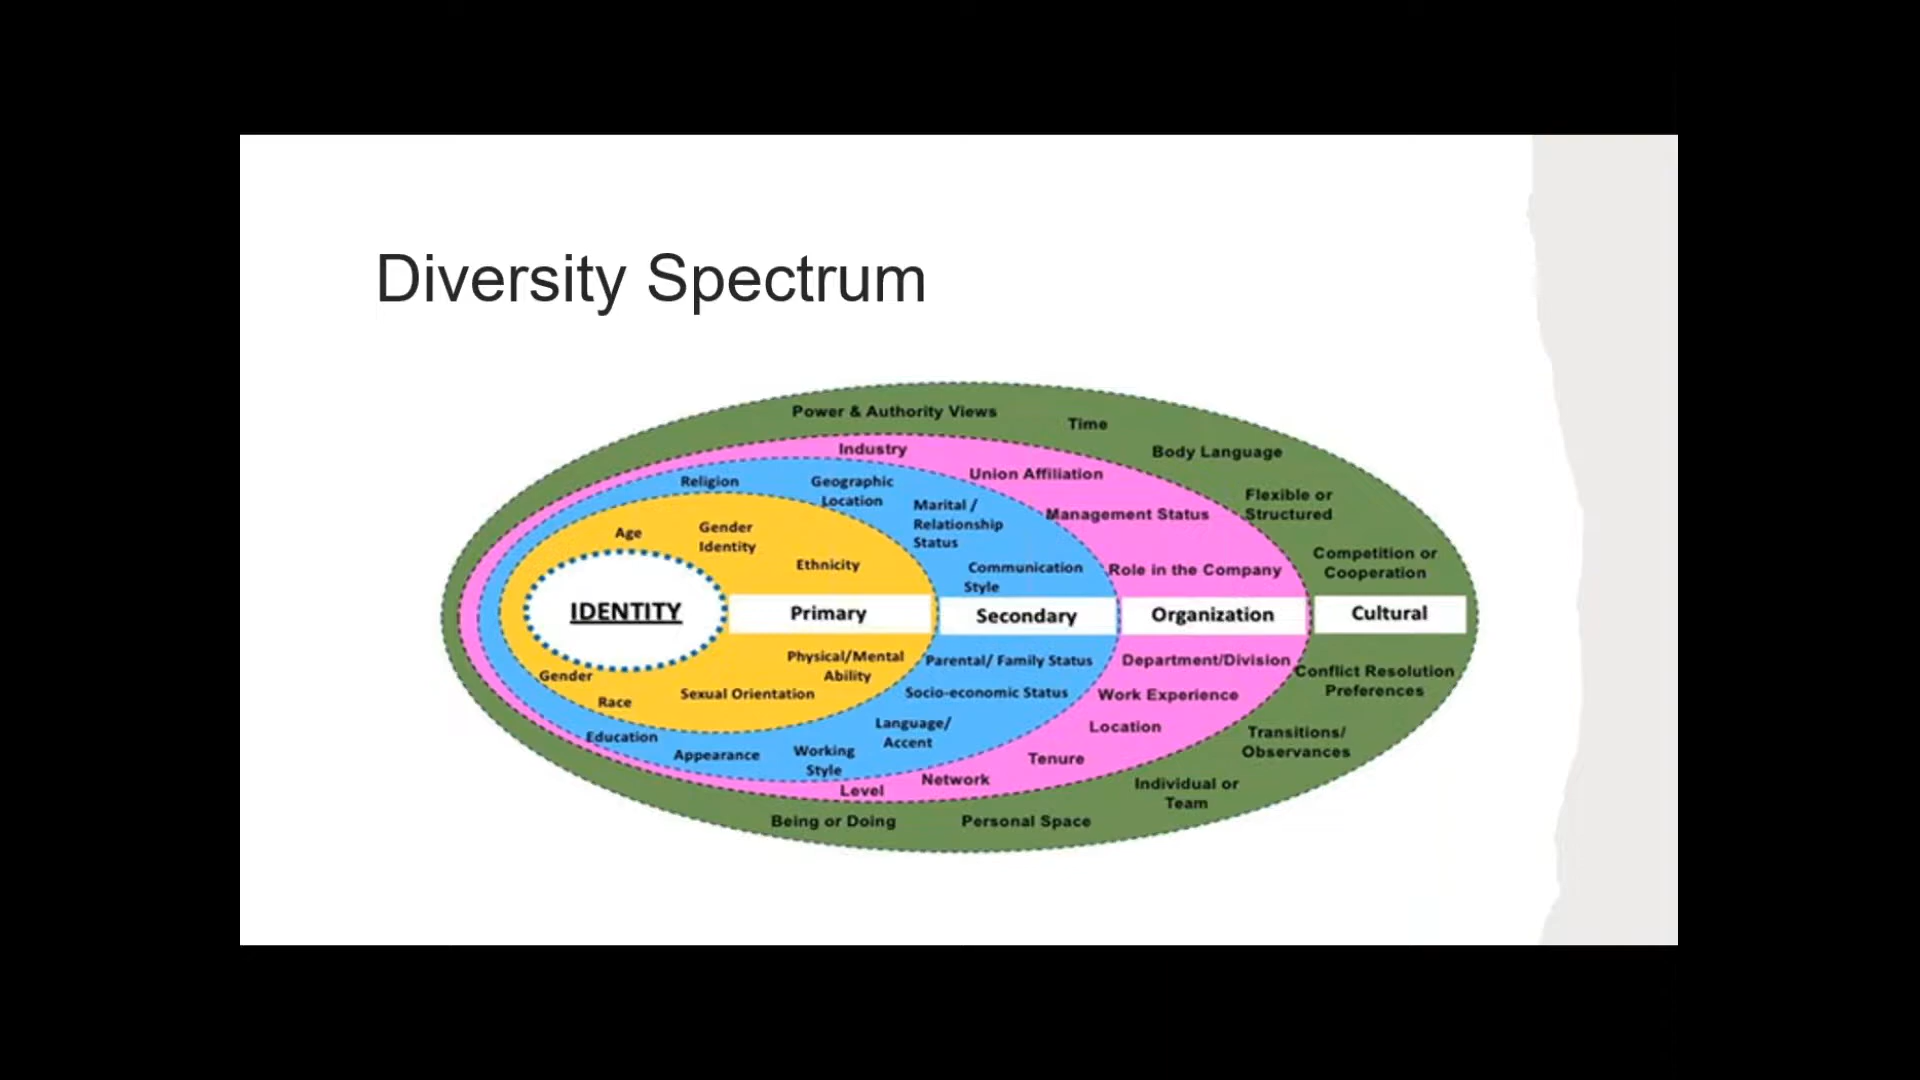 Diversity Spectrum
Power & Authority Views
Time
Body Language
Flexible or
Structured
Competition or
Cooperation
Industry
Union Affiliation
Management Status
Role in the Company
Religion
Geographic
Location
Marital /
Relationship
Status
Communication
Style
Age
Gender
Identity
Ethnicity
IDENTITY
Primary
Secondary
Organization
Cultural
Gender
Race
Sexual Orientation
Physical/Mental
Ability
Parental/ Family Status
Socio-economic Status
Language/
Accent
Working
Style
Appearance
Education
Department/Division
Work Experience
Location
Tenure
Network
Level
Conflict Resolution
Preferences
Transitions/
Observances
Individual or
Team
Personal Space
Being or Doing